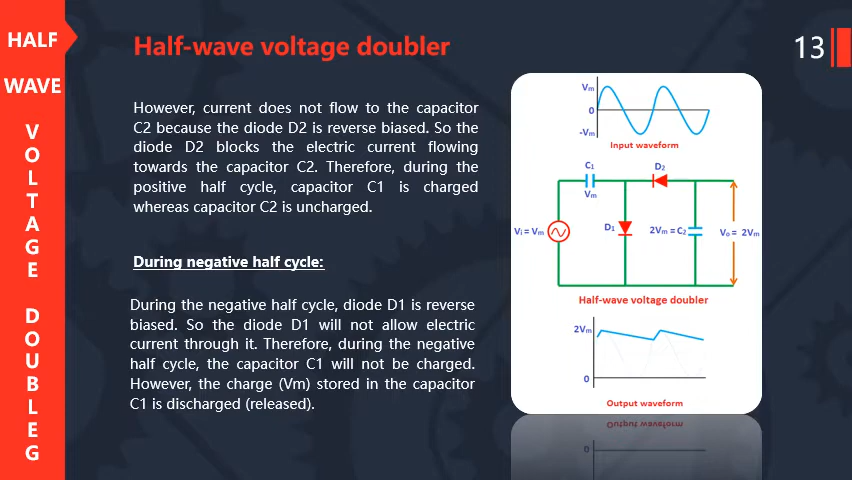 HALF
WAVE
VOLTAGE
DOUBLEG
Half-wave voltage doubler
13
However, current does not flow to the capacitor
C2 because the diode D2 is reverse biased. So the
diode D2 blocks the electric current flowing
towards the capacitor C2. Therefore, during the
positive half cycle, capacitor C1 is charged
whereas capacitor C2 is uncharged.
During negative half cycle:
During the negative half cycle, diode D1 is reverse
biased. So the diode D1 will not allow electric
current through it. Therefore, during the negative
half cycle, the capacitor C1 will not be charged.
However, the charge (Vm) stored in the capacitor
C1 is discharged (released).
Vm
0
-Vm
Input waveform
C1
D2
Vm
Vi = Vm
D1
2Vm = C2
Vo = 2Vm
Half-wave voltage doubler
2Vm
0
Output waveform